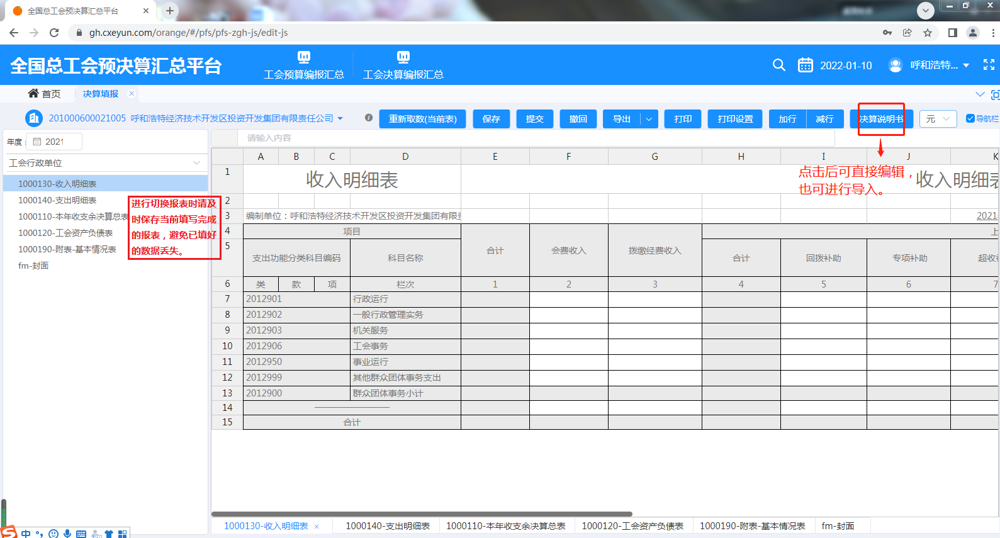 全国总工会预决算汇总平台
gh.cxeyun.com/orange/#/pfs/pfs-zgh-js/edit-js
全国总工会预决算汇总平台
工会预算编报汇总
工会决算编报汇总
2022-01-10
呼和浩特...
首页
决算填报
201000600021005 呼和浩特经济技术开发区投资开发集团有限责任公司
重新取数(当前表)
保存
提交
撤回
导出
打印
打印设置
加行
减行
决算说明书
元
导航栏
年度：
2021
请输入内容
工会行政单位
1000130-收入明细表
1000140-支出明细表
1000110-本年收支余决算总表
1000120-工会资产负债表
1000190-附表-基本情况表
fm-封面
进行切换报表时请及
时保存当前填写完成
的报表，避免已填好
的数据丢失。
点击后可直接编辑，
也可进行导入。
A B C D E F G H I J K
1 收入明细表 收入明细表
2
3 编制单位：呼和浩特经济技术开发区投资开发集团有限责 2021
4 项目 上
5 支出功能分类科目编码 科目名称 合计 会费收入 拨缴经费收入 合计 回拨补助 专项补助 超收
6 类 款 项 栏次 1 2 3 4 5 6 7
7 2012901 行政运行
8 2012902 一般行政管理实务
9 2012903 机关服务
10 2012906 工会事务
11 2012950 事业运行
12 2012999 其他群众团体事务支出
13 2012900 群众团体事务小计
14 ————————
15 合计
1000130-收入明细表
1000140-支出明细表
1000110-本年收支余决算总表
1000120-工会资产负债表
1000190-附表-基本情况表
fm-封面
中